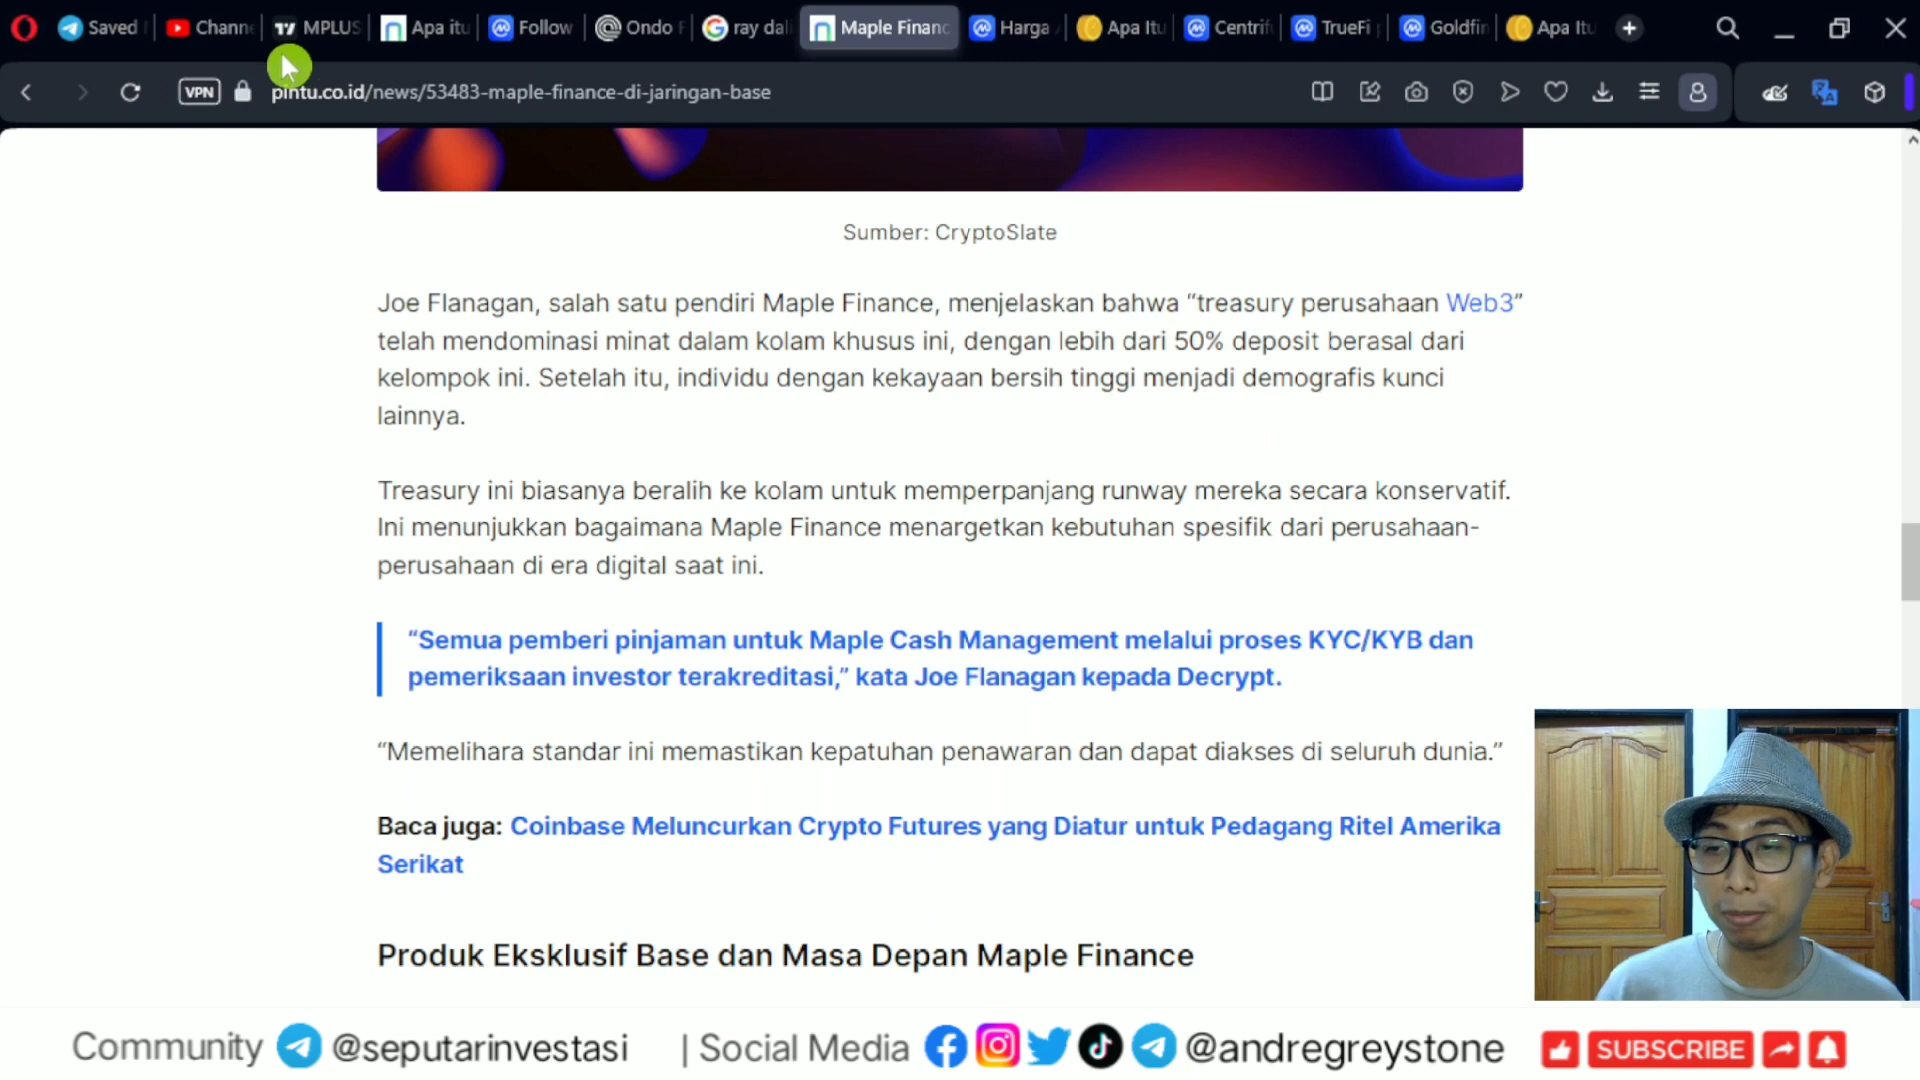 Saved
Channe
MPLUS
Apa itu
Follow
Ondo F
ray dali
Maple Financ
Harga
Apa Itu
Centrif
TrueFi
Goldfin
Apa Itu
VPN
pintu.co.id/news/53483-maple-finance-di-jaringan-base
Sumber: CryptoSlate
Joe Flanagan, salah satu pendiri Maple Finance, menjelaskan bahwa “treasury perusahaan Web3”
telah mendominasi minat dalam kolam khusus ini, dengan lebih dari 50% deposit berasal dari
kelompok ini. Setelah itu, individu dengan kekayaan bersih tinggi menjadi demografis kunci
lainnya.
Treasury ini biasanya beralih ke kolam untuk memperpanjang runway mereka secara konservatif.
Ini menunjukkan bagaimana Maple Finance menargetkan kebutuhan spesifik dari perusahaan-
perusahaan di era digital saat ini.
“Semua pemberi pinjaman untuk Maple Cash Management melalui proses KYC/KYB dan
pemeriksaan investor terakreditasi,” kata Joe Flanagan kepada Decrypt.
“Memelihara standar ini memastikan kepatuhan penawaran dan dapat diakses di seluruh dunia.”
Baca juga: Coinbase Meluncurkan Crypto Futures yang Diatur untuk Pedagang Ritel Amerika
Serikat
Produk Eksklusif Base dan Masa Depan Maple Finance
Community @seputarinvestasi | Social Media @andregreystone SUBSCRIBE